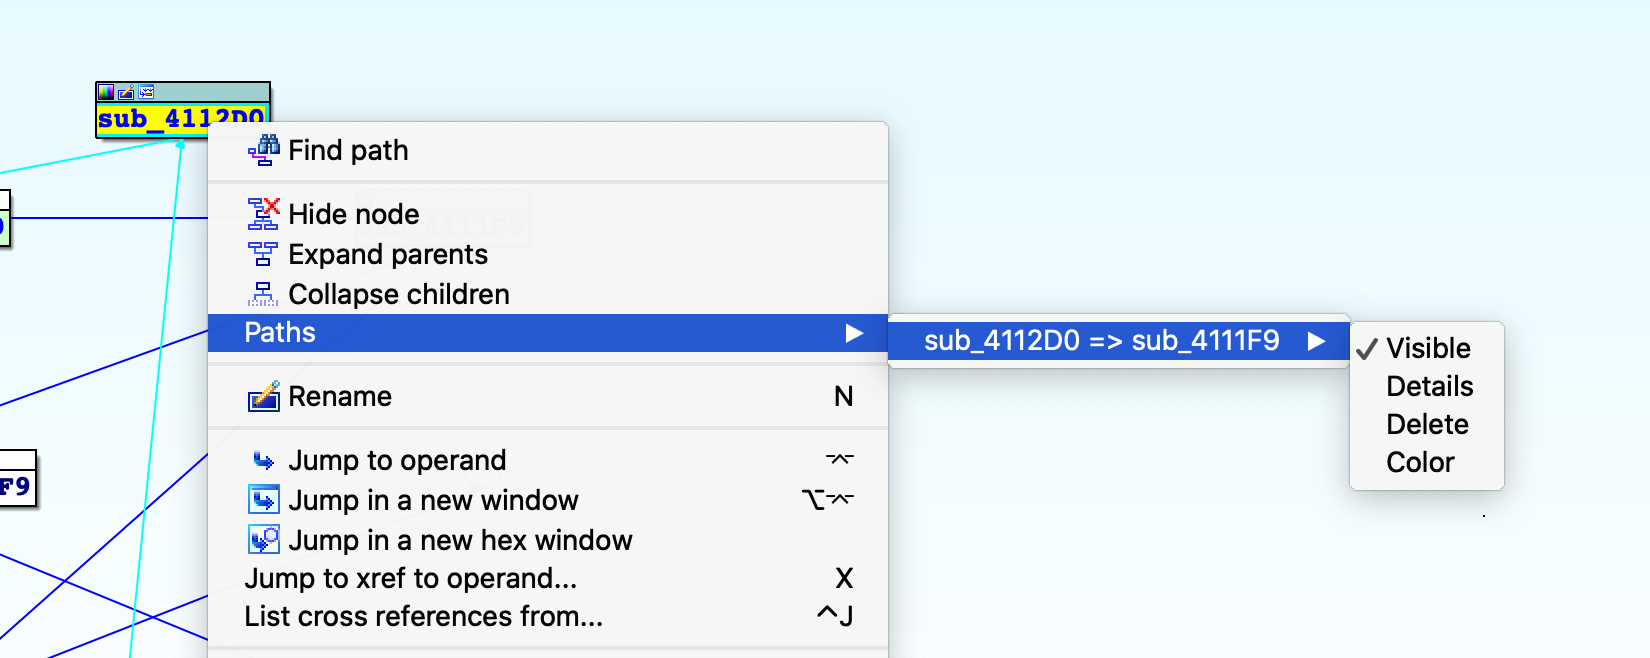 sub_4112D0
Find path
Hide node
sub_4111F9
Expand parents
Collapse children
Paths
sub_4112D0 => sub_4111F9
Visible
Details
Delete
Color
Rename N
F9
Jump to operand
Jump in a new window ⌥
Jump in a new hex window
Jump to xref to operand... X
List cross references from... ^J